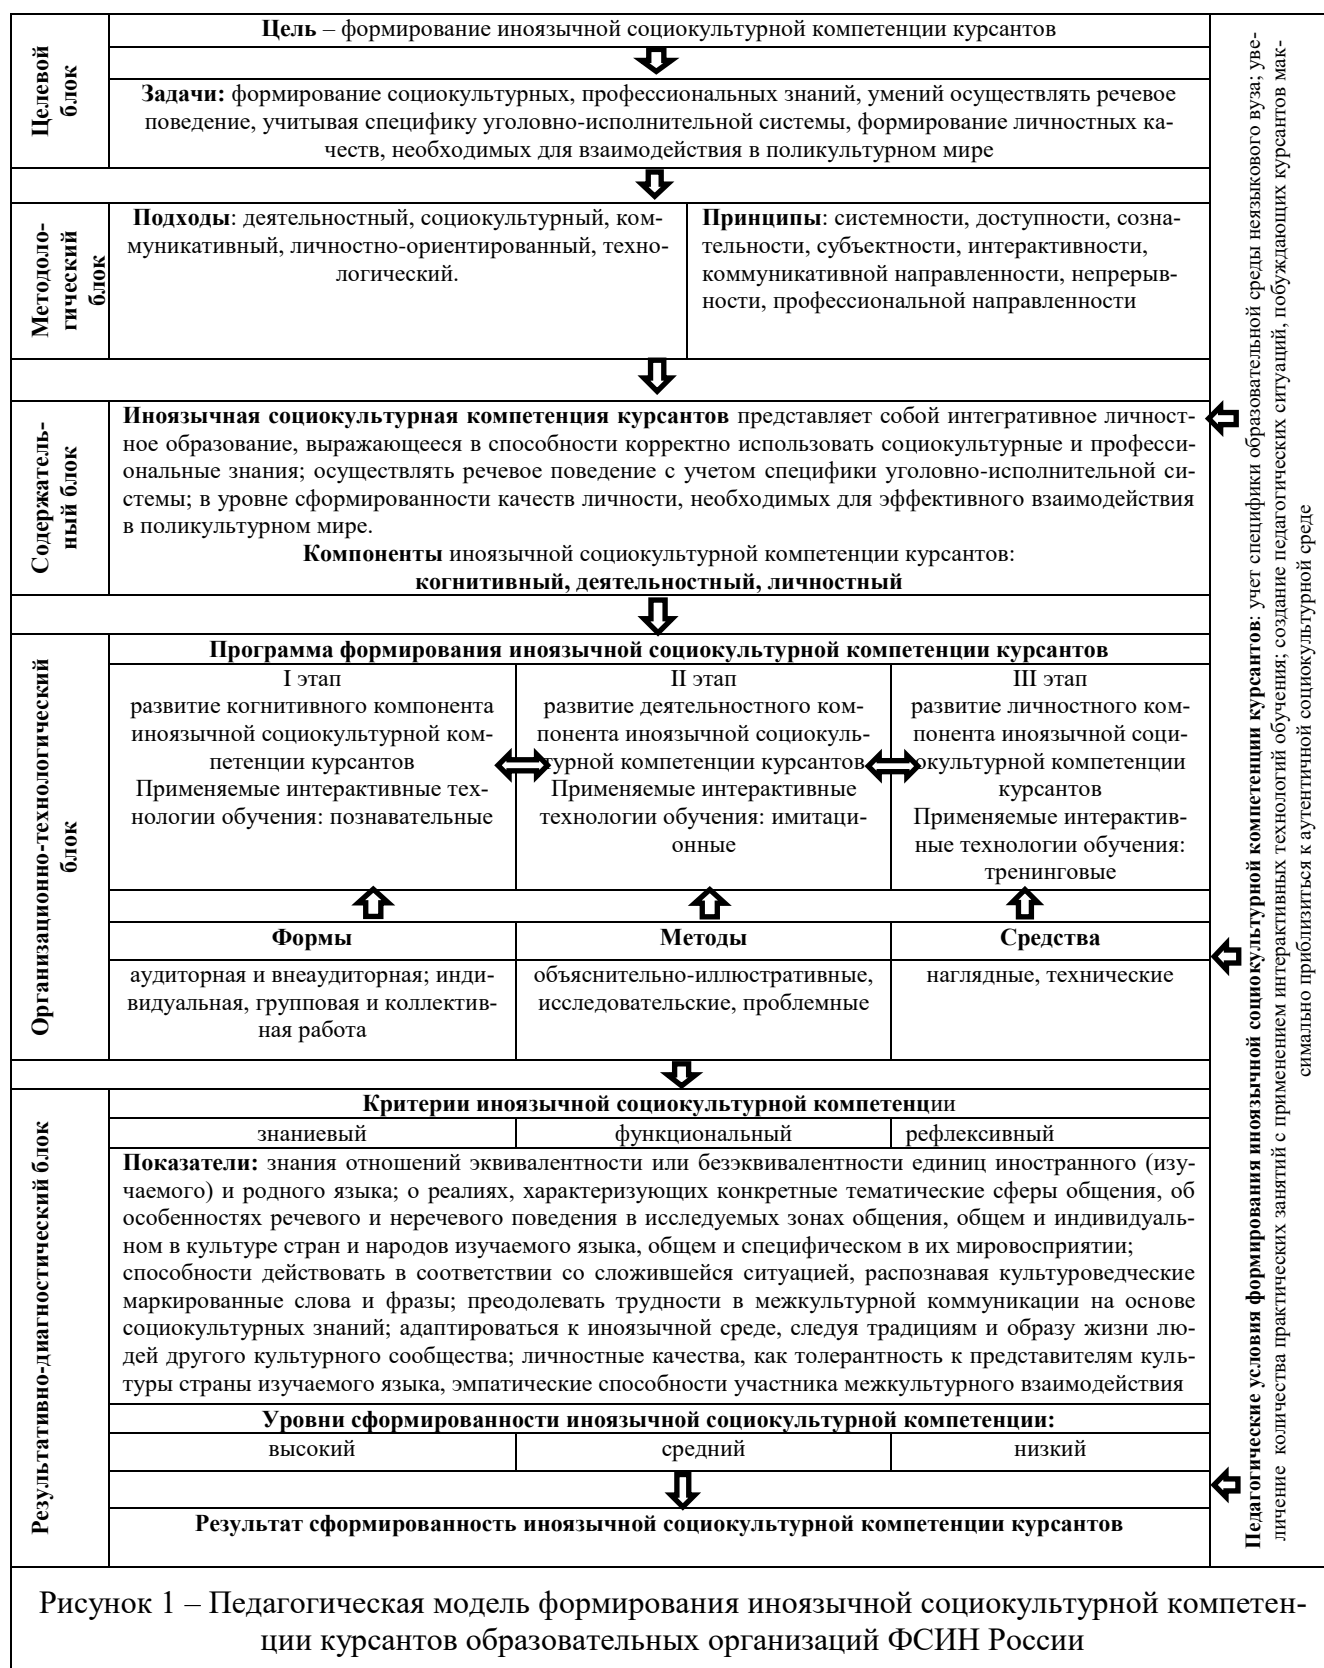 Целевой
блок
Цель – формирование иноязычной социокультурной компетенции курсантов
Задачи: формирование социокультурных, профессиональных знаний, умений осуществлять речевое
поведение, учитывая специфику уголовно-исполнительной системы, формирование личностных ка-
честв, необходимых для взаимодействия в поликультурном мире
Методоло-
гический
блок
Подходы: деятельностный, социокультурный, ком-
муникативный, личностно-ориентированный, техно-
логический.
Принципы: системности, доступности, созна-
тельности, субъектности, интерактивности,
коммуникативной направленности, непрерыв-
ности, профессиональной направленности
Содержатель-
ный блок
Иноязычная социокультурная компетенция курсантов представляет собой интегративное личност-
ное образование, выражающееся в способности корректно использовать социокультурные и професси-
ональные знания; осуществлять речевое поведение с учетом специфики уголовно-исполнительной си-
стемы; в уровне сформированности качеств личности, необходимых для эффективного взаимодействия
в поликультурном мире.
Компоненты иноязычной социокультурной компетенции курсантов:
когнитивный, деятельностный, личностный
Организационно-технологический
блок
Программа формирования иноязычной социокультурной компетенции курсантов
I этап
развитие когнитивного компонента
иноязычной социокультурной ком-
петенции курсантов
Применяемые интерактивные тех-
нологии обучения: познавательные
II этап
развитие деятельностного ком-
понента иноязычной социокуль-
турной компетенции курсантов
Применяемые интерактивные
технологии обучения: имитаци-
онные
III этап
развитие личностного ком-
понента иноязычной соци-
окультурной компетенции
курсантов
Применяемые интерактив-
ные технологии обучения:
тренинговые
Формы
Методы
Средства
аудиторная и внеаудиторная; инди-
видуальная, групповая и коллектив-
ная работа
объяснительно-иллюстративные,
исследовательские, проблемные
наглядные, технические
Результативно-диагностический блок
Критерии иноязычной социокультурной компетенции
знаниевый
функциональный
рефлексивный
Показатели: знания отношений эквивалентности или безэквивалентности единиц иностранного (изу-
чаемого) и родного языка; о реалиях, характеризующих конкретные тематические сферы общения, об
особенностях речевого и неречевого поведения в исследуемых зонах общения, общем и индивидуаль-
ном в культуре стран и народов изучаемого языка, общем и специфическом в их мировосприятии;
способности действовать в соответствии со сложившейся ситуацией, распознавая культуроведческие
маркированные слова и фразы; преодолевать трудности в межкультурной коммуникации на основе
социокультурных знаний; адаптироваться к иноязычной среде, следуя традициям и образу жизни лю-
дей другого культурного сообщества; личностные качества, как толерантность к представителям куль-
туры страны изучаемого языка, эмпатические способности участника межкультурного взаимодействия
Уровни сформированности иноязычной социокультурной компетенции:
высокий
средний
низкий
Результат сформированность иноязычной социокультурной компетенции курсантов
Педагогические условия формирования иноязычной социокультурной компетенции курсантов: учет специфики образовательной среды неязыкового вуза; уве-
личение количества практических занятий с применением интерактивных технологий обучения; создание педагогических ситуаций, побуждающих курсантов мак-
симально приблизиться к аутентичной социокультурной среде
Рисунок 1 – Педагогическая модель формирования иноязычной социокультурной компетен-
ции курсантов образовательных организаций ФСИН России